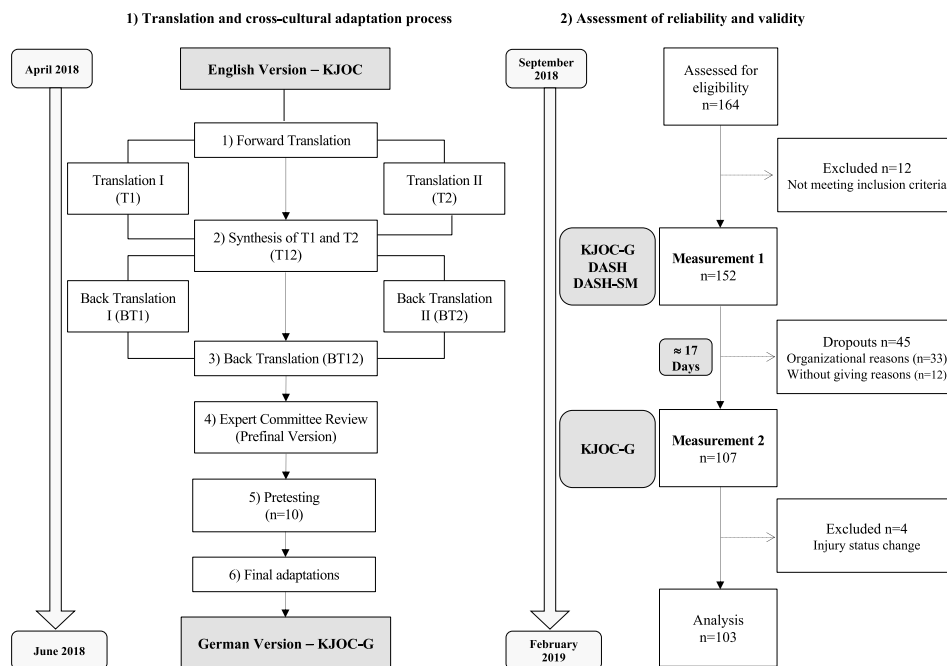 1) Translation and cross-cultural adaptation process
April 2018
English Version – KJOC
1) Forward Translation
Translation I
(T1)
Translation II
(T2)
2) Synthesis of T1 and T2
(T12)
Back Translation
I (BT1)
Back Translation
II (BT2)
3) Back Translation (BT12)
4) Expert Committee Review
(Prefinal Version)
5) Pretesting
(n=10)
6) Final adaptations
June 2018
German Version – KJOC-G
2) Assessment of reliability and validity
September
2018
Assessed for
eligibility
n=164
Excluded n=12
Not meeting inclusion criteria
KJOC-G
DASH
DASH-SM
Measurement 1
n=152
≈ 17
Days
Dropouts n=45
Organizational reasons (n=33)
Without giving reasons (n=12)
KJOC-G
Measurement 2
n=107
Excluded n=4
Injury status change
Analysis
n=103
February
2019